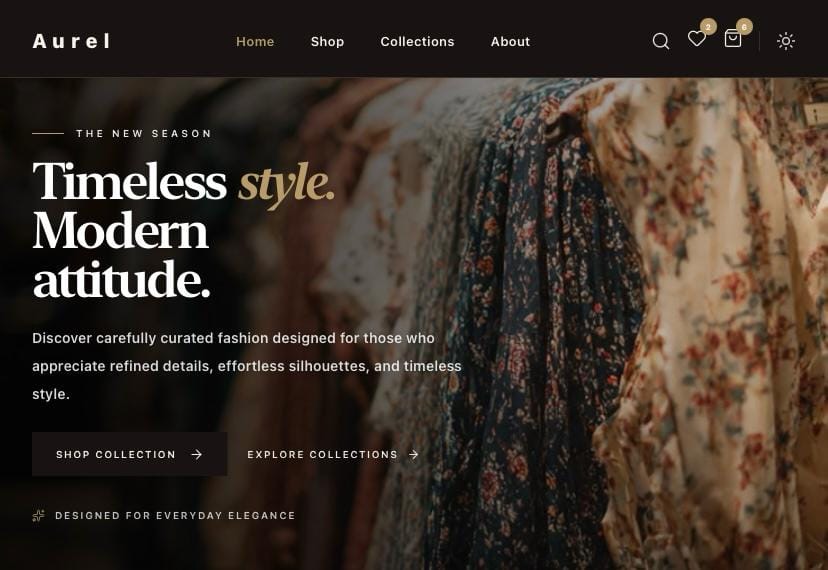 Aurel
Home Shop Collections About
2 6
THE NEW SEASON
Timeless style.
Modern
attitude.
Discover carefully curated fashion designed for those who
appreciate refined details, effortless silhouettes, and timeless
style.
SHOP COLLECTION EXPLORE COLLECTIONS
DESIGNED FOR EVERYDAY ELEGANCE